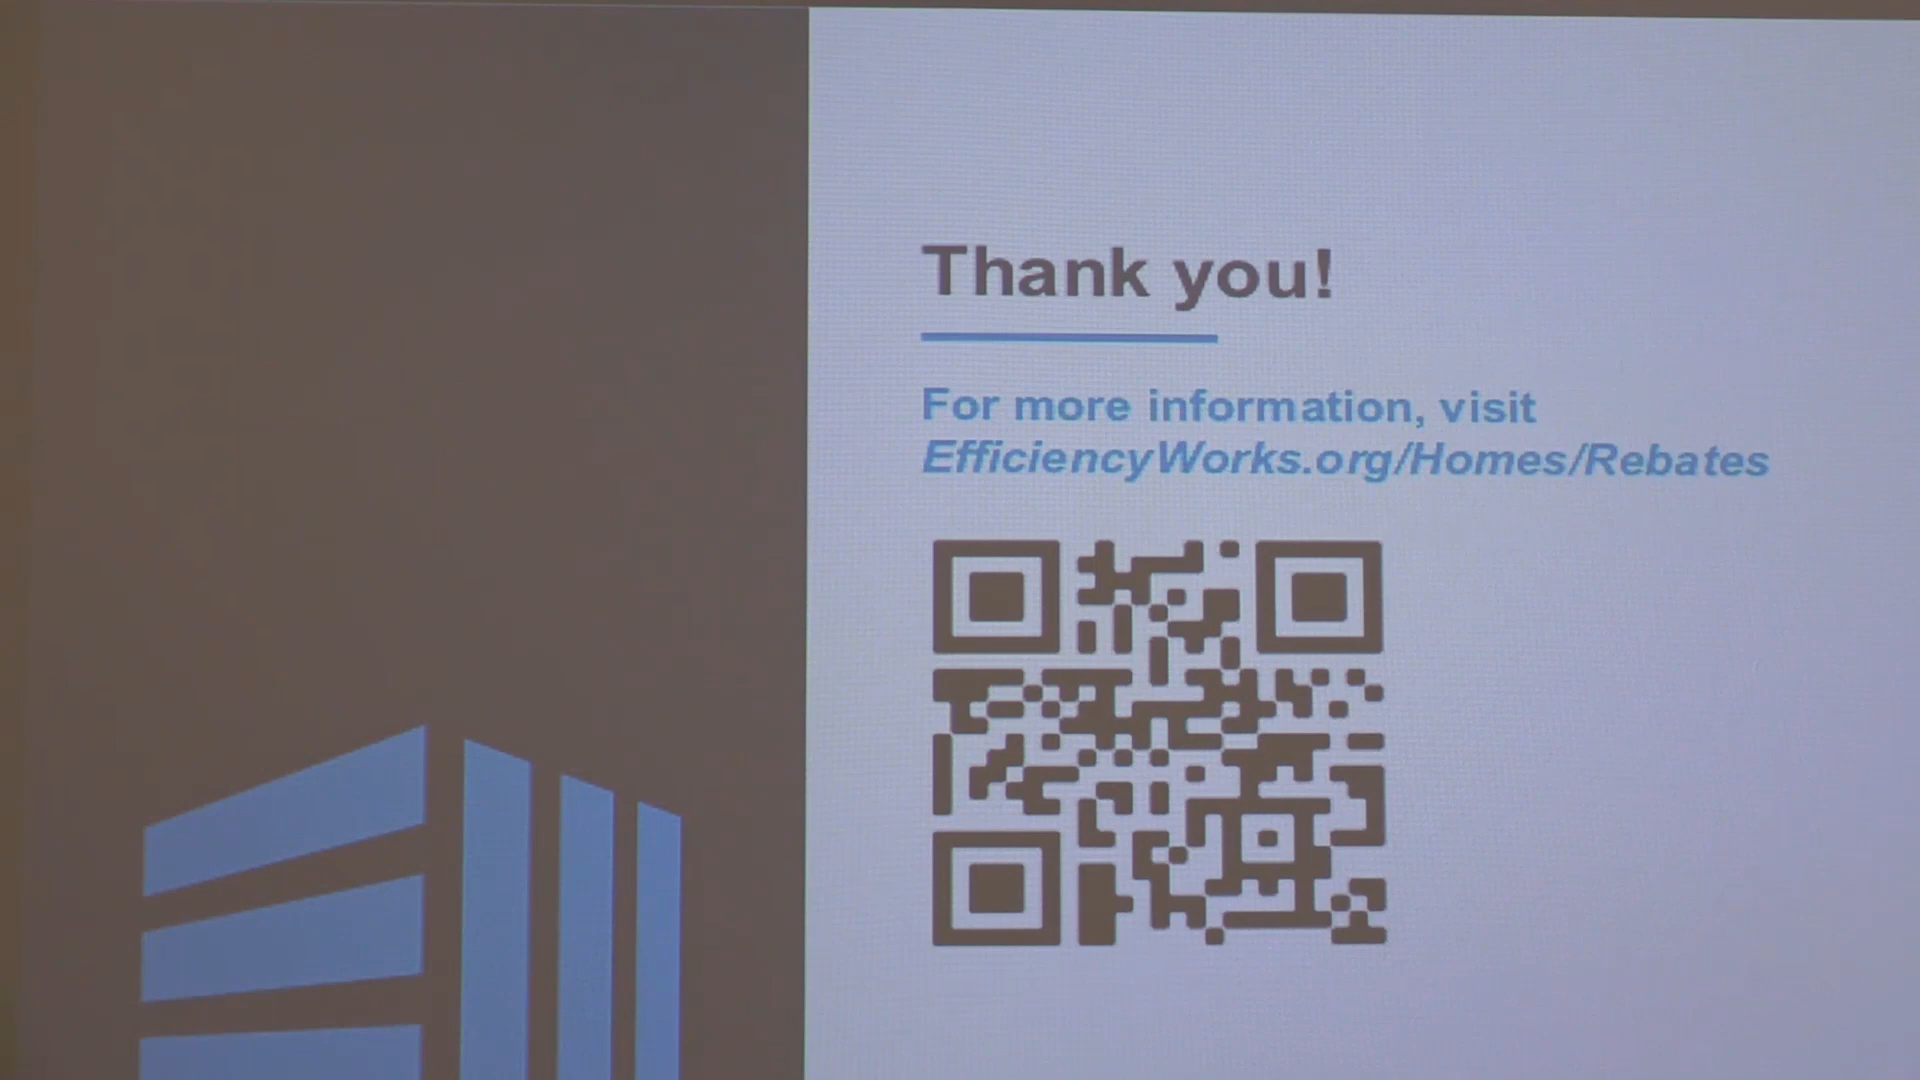 Thank you!
For more information, visit
EfficiencyWorks.org/Homes/Rebates